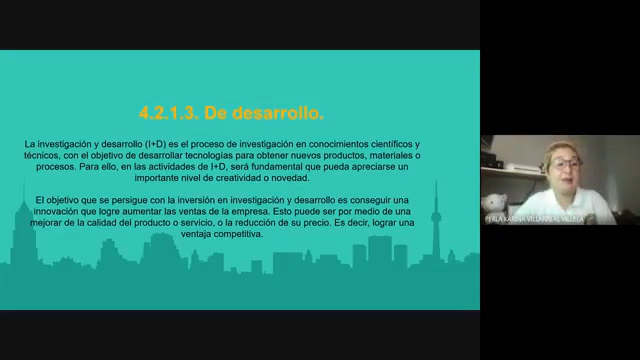 4.2.1.3. De desarrollo.
La investigación y desarrollo (I+D) es el proceso de investigación en conocimientos científicos y
técnicos, con el objetivo de desarrollar tecnologías para obtener nuevos productos, materiales o
procesos. Para ello, en las actividades de I+D, será fundamental que pueda apreciarse un
importante nivel de creatividad o novedad.
El objetivo que se persigue con la inversión en investigación y desarrollo es conseguir una
innovación que logre aumentar las ventas de la empresa. Esto puede ser por medio de una
mejorar de la calidad del producto o servicio, o la reducción de su precio. Es decir, lograr una
ventaja competitiva.
PERLA KARINA VILLARREAL VILLELA